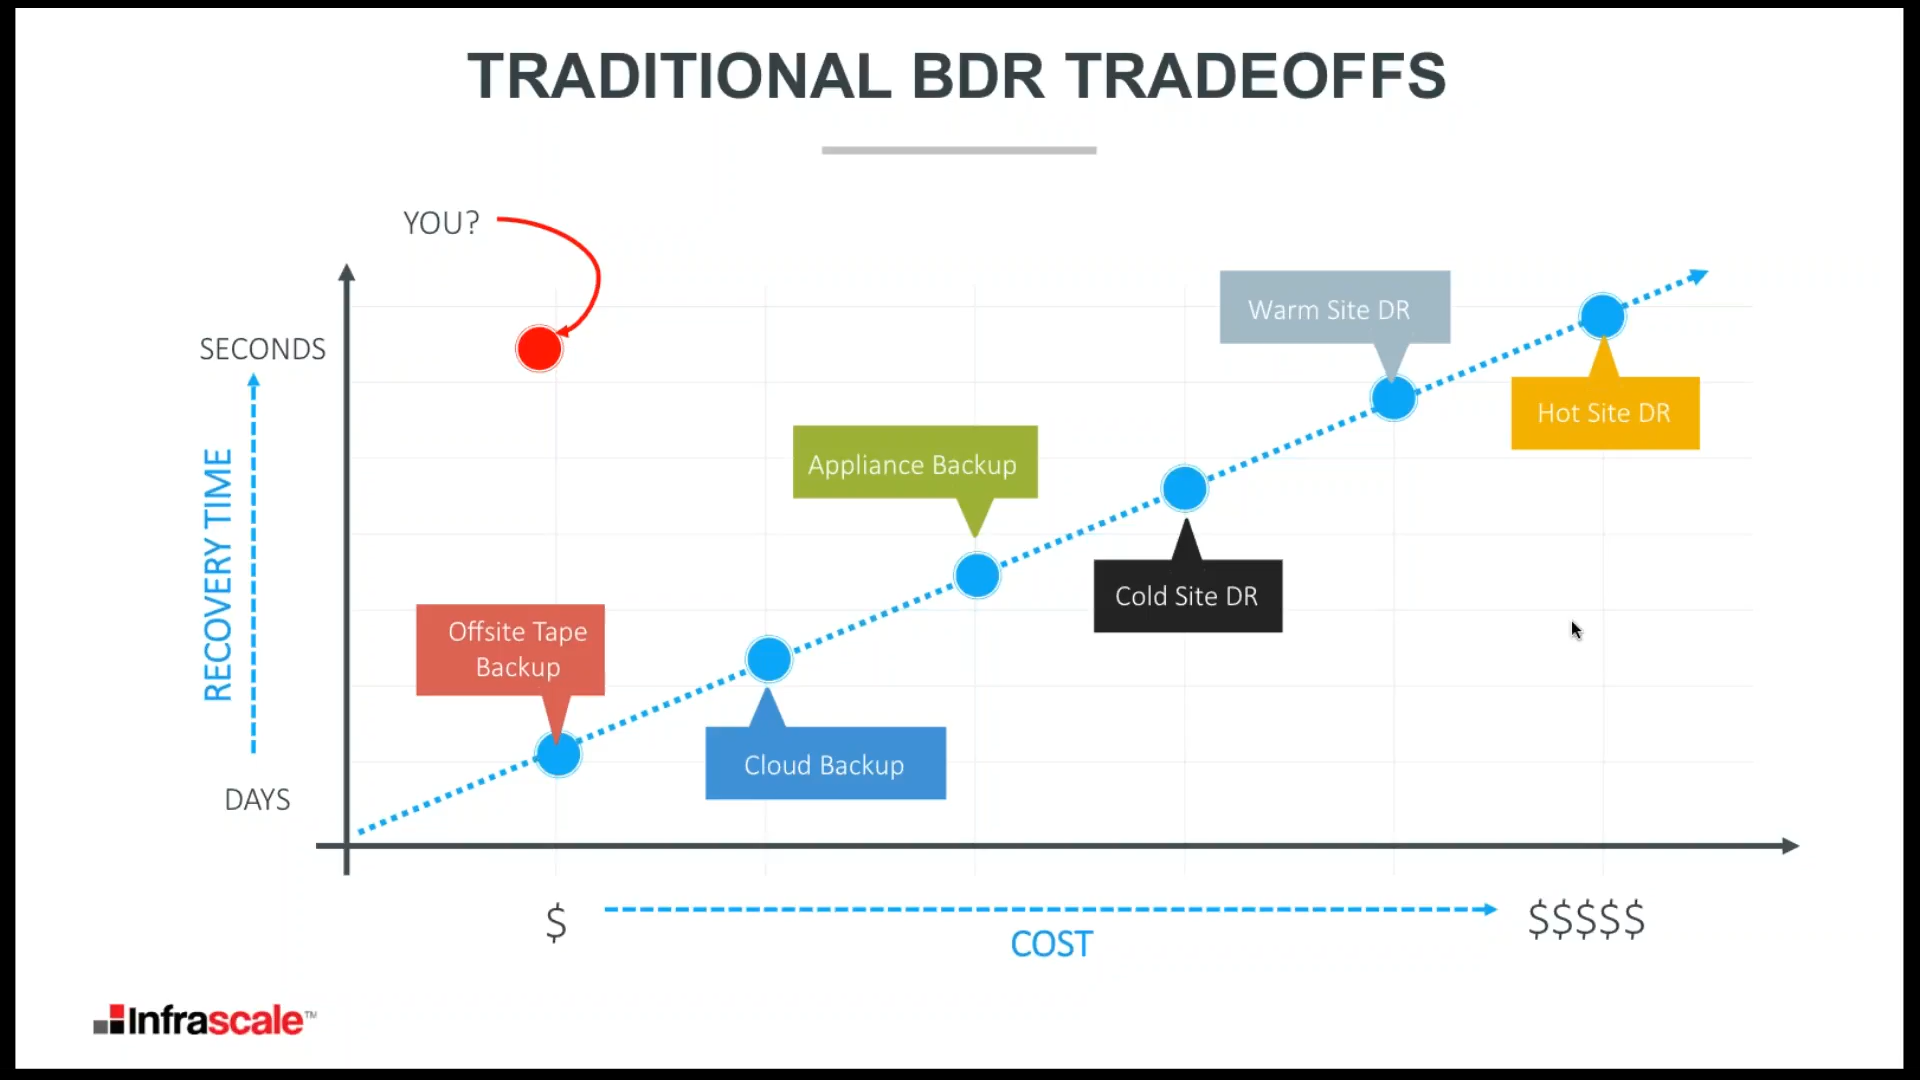 TRADITIONAL BDR TRADEOFFS
YOU?
SECONDS
RECOVERY TIME
DAYS
Offsite Tape
Backup
Cloud Backup
Appliance Backup
Cold Site DR
Warm Site DR
Hot Site DR
$
COST
$$$$$
Infrascale™